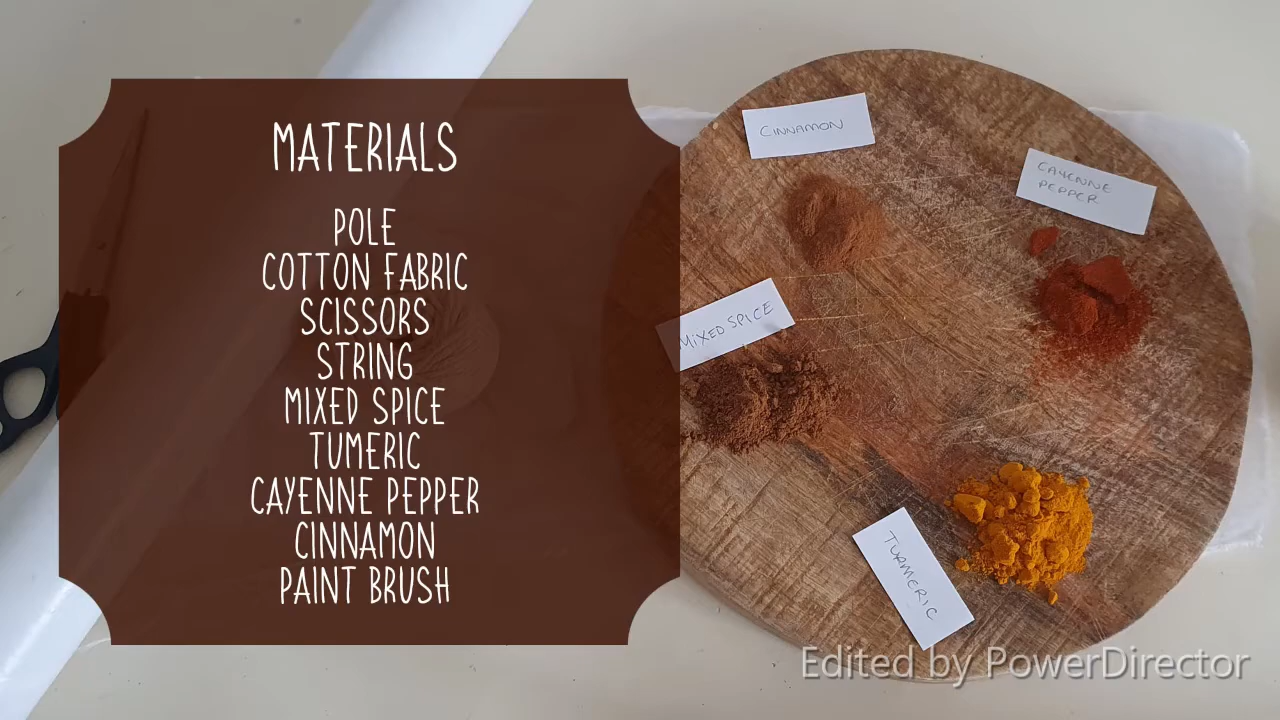 MATERIALS
POLE
COTTON FABRIC
SCISSORS
STRING
MIXED SPICE
TUMERIC
CAYENNE PEPPER
CINNAMON
PAINT BRUSH
CINNAMON
CAYENNE
PEPPER
MIXED SPICE
TURMERIC
Edited by PowerDirector